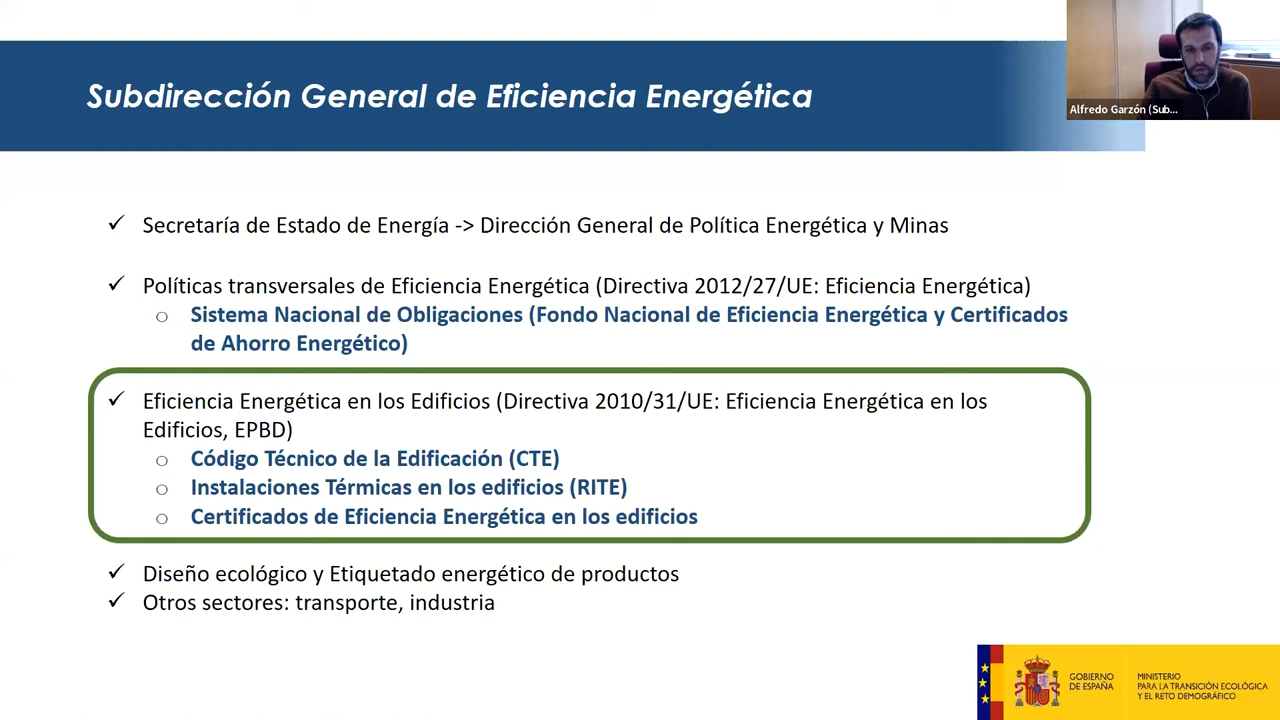 Subdirección General de Eficiencia Energética
Alfredo Garzón (Sub...
✓ Secretaría de Estado de Energía -> Dirección General de Política Energética y Minas
✓ Políticas transversales de Eficiencia Energética (Directiva 2012/27/UE: Eficiencia Energética)
o Sistema Nacional de Obligaciones (Fondo Nacional de Eficiencia Energética y Certificados
de Ahorro Energético)
✓ Eficiencia Energética en los Edificios (Directiva 2010/31/UE: Eficiencia Energética en los
Edificios, EPBD)
o Código Técnico de la Edificación (CTE)
o Instalaciones Térmicas en los edificios (RITE)
o Certificados de Eficiencia Energética en los edificios
✓ Diseño ecológico y Etiquetado energético de productos
✓ Otros sectores: transporte, industria
GOBIERNO
DE ESPAÑA
MINISTERIO
PARA LA TRANSICIÓN ECOLÓGICA
Y EL RETO DEMOGRÁFICO